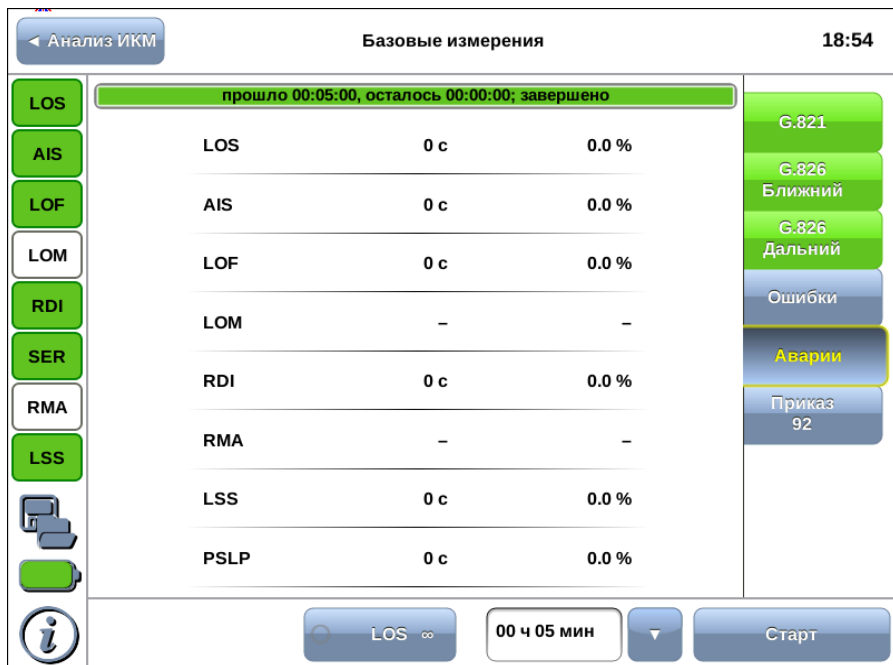 ◄ Анализ ИКМ
Базовые измерения
18:54
LOS
AIS
LOF
LOM
RDI
SER
RMA
LSS
прошло 00:05:00, осталось 00:00:00; завершено
LOS 0 с 0.0 %
AIS 0 с 0.0 %
LOF 0 с 0.0 %
LOM – –
RDI 0 с 0.0 %
RMA – –
LSS 0 с 0.0 %
PSLP 0 с 0.0 %
G.821
G.826
Ближний
G.826
Дальний
Ошибки
Аварии
Приказ
92
i
LOS ∞
00 ч 05 мин
▼
Старт